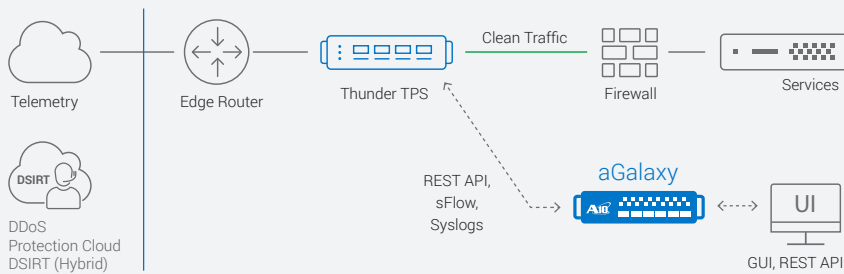 Clean Traffic
Telemetry
Edge Router
Thunder TPS
Firewall
Services
DSIRT
DDoS
Protection Cloud
DSIRT (Hybrid)
REST API,
sFlow,
Syslogs
aGalaxy
A10
UI
GUI, REST API